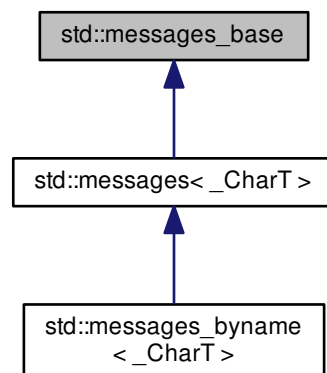 std::messages_base
std::messages< _CharT >
std::messages_byname
< _CharT >